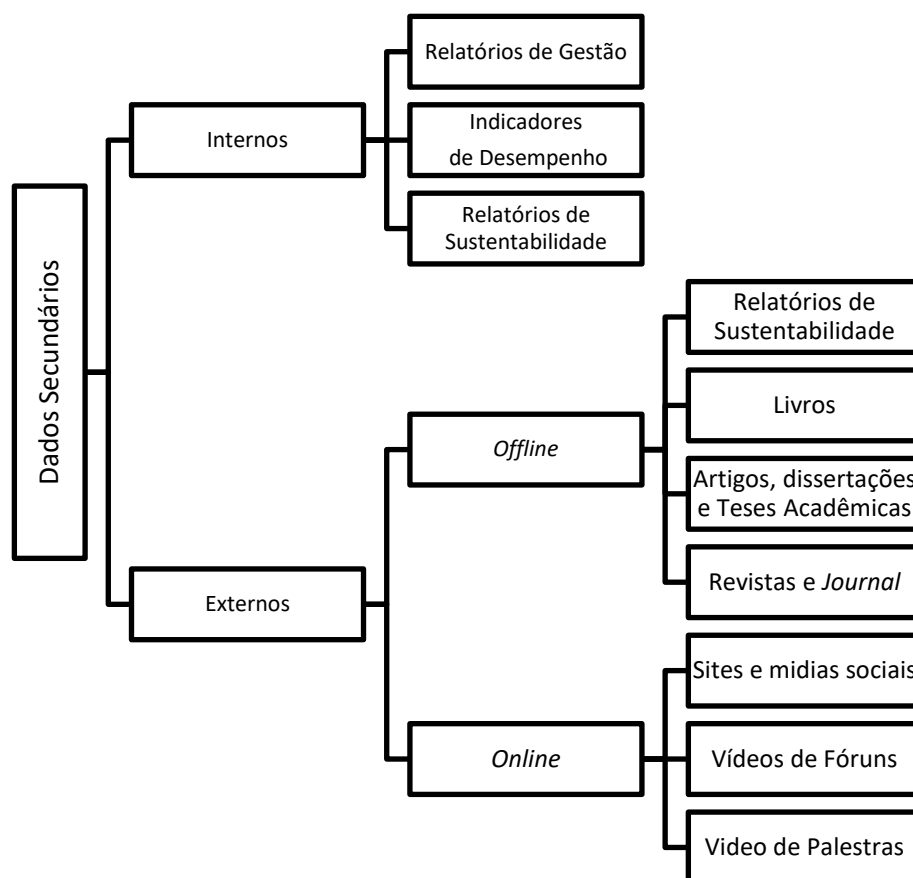 Dados Secundários
Internos
Relatórios de Gestão
Indicadores
de Desempenho
Relatórios de
Sustentabilidade
Externos
Offline
Relatórios de
Sustentabilidade
Livros
Artigos, dissertações
e Teses Acadêmicas
Revistas e Journal
Online
Sites e midias sociais
Vídeos de Fóruns
Video de Palestras